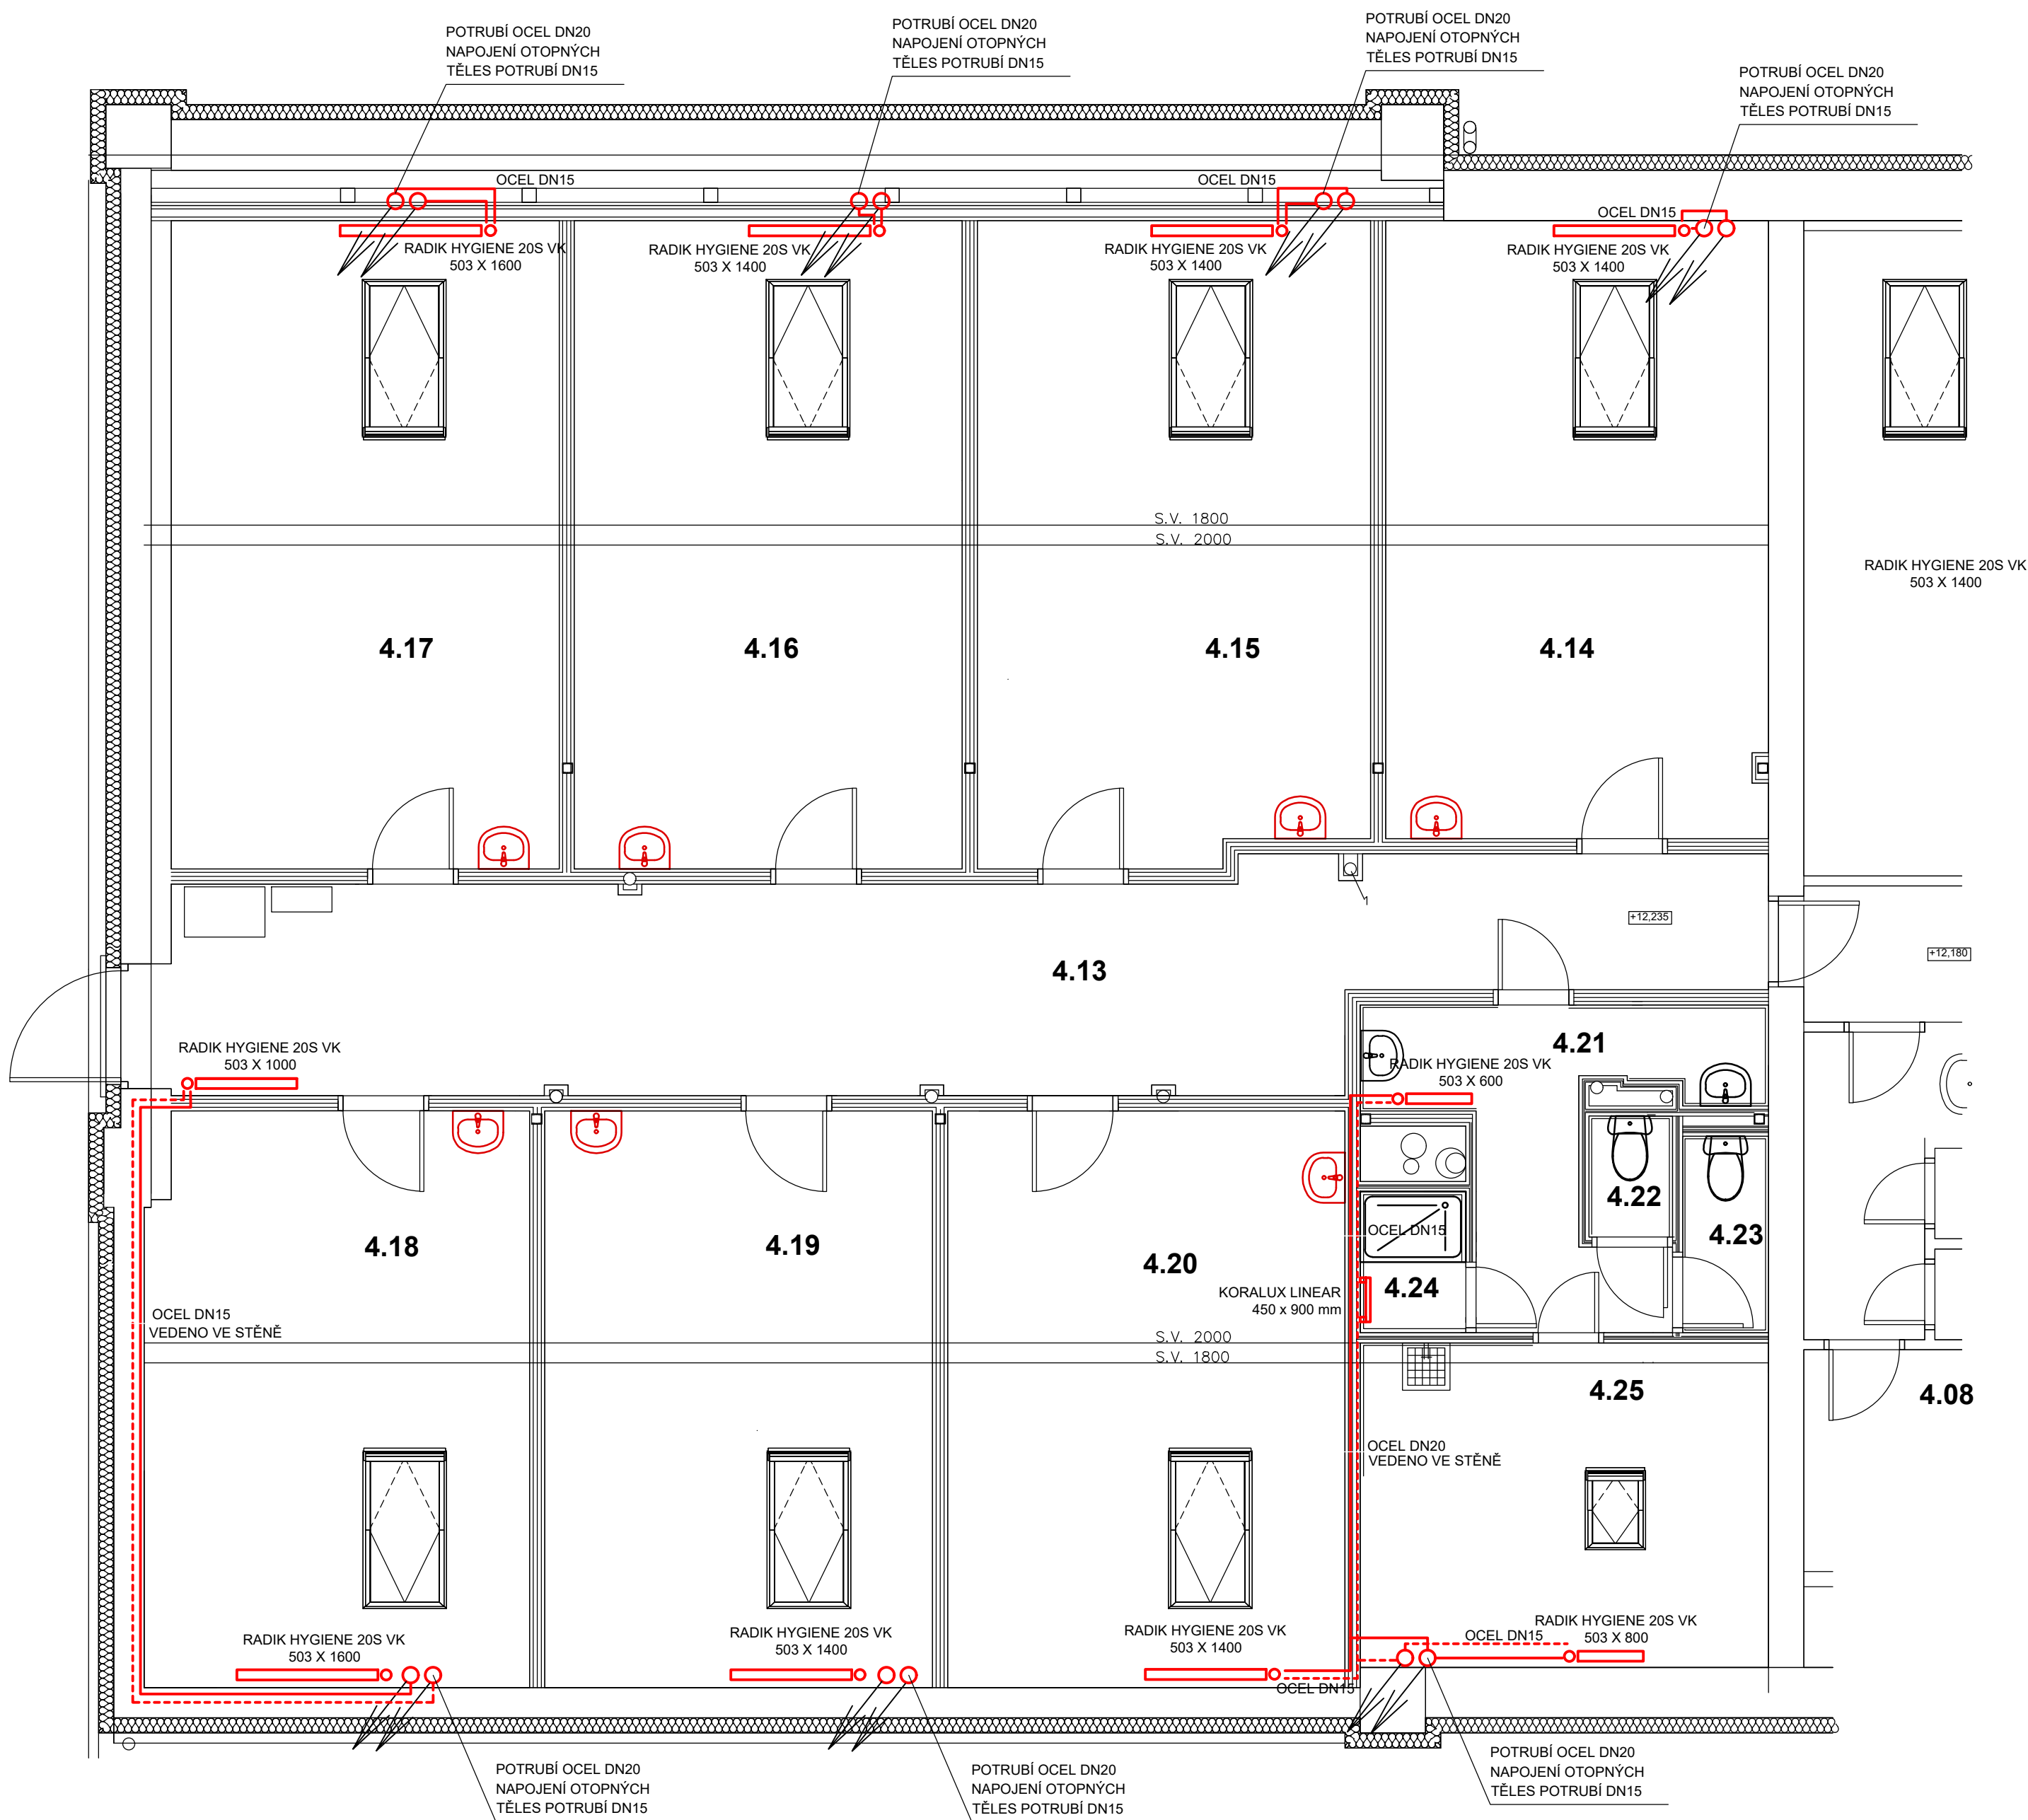 POTRUBÍ OCEL DN20
NAPOJENÍ OTOPNÝCH
TĚLES POTRUBÍ DN15
POTRUBÍ OCEL DN20
NAPOJENÍ OTOPNÝCH
TĚLES POTRUBÍ DN15
POTRUBÍ OCEL DN20
NAPOJENÍ OTOPNÝCH
TĚLES POTRUBÍ DN15
POTRUBÍ OCEL DN20
NAPOJENÍ OTOPNÝCH
TĚLES POTRUBÍ DN15
OCEL DN15
OCEL DN15
OCEL DN15
RADIK HYGIENE 20S VK
503 X 1600
RADIK HYGIENE 20S VK
503 X 1400
RADIK HYGIENE 20S VK
503 X 1400
RADIK HYGIENE 20S VK
503 X 1400
S.V. 1800
S.V. 2000
RADIK HYGIENE 20S VK
503 X 1400
4.17
4.16
4.15
4.14
1
+12,235
+12,180
4.13
RADIK HYGIENE 20S VK
503 X 1000
4.21
RADIK HYGIENE 20S VK
503 X 600
4.22
4.23
OCEL DN15
4.18
4.19
4.20
4.24
KORALUX LINEAR
450 x 900 mm
OCEL DN15
VEDENO VE STĚNĚ
S.V. 2000
S.V. 1800
4.25
4.08
OCEL DN20
VEDENO VE STĚNĚ
RADIK HYGIENE 20S VK
503 X 1600
RADIK HYGIENE 20S VK
503 X 1400
RADIK HYGIENE 20S VK
503 X 1400
RADIK HYGIENE 20S VK
503 X 800
OCEL DN15
OCEL DN15
POTRUBÍ OCEL DN20
NAPOJENÍ OTOPNÝCH
TĚLES POTRUBÍ DN15
POTRUBÍ OCEL DN20
NAPOJENÍ OTOPNÝCH
TĚLES POTRUBÍ DN15
POTRUBÍ OCEL DN20
NAPOJENÍ OTOPNÝCH
TĚLES POTRUBÍ DN15